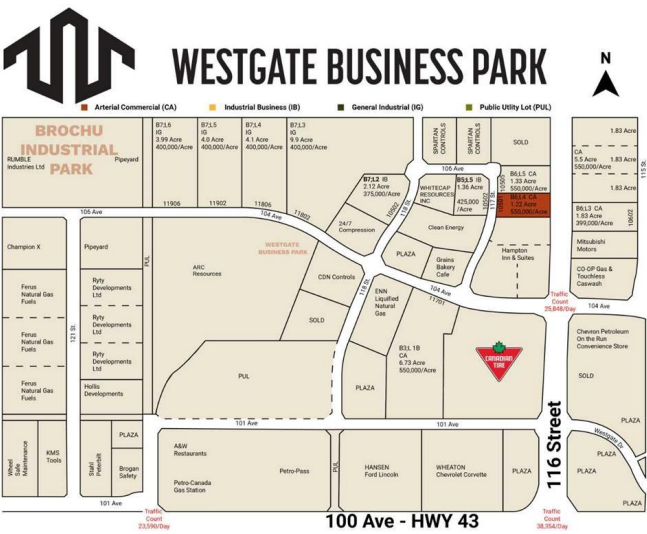 WESTGATE BUSINESS PARK
N
Arterial Commercial (CA)
Industrial Business (IB)
General Industrial (IG)
Public Utlity Lot (PUL)
BROCHU
INDUSTRIAL
PARK
RUMBLE
Industries Ltd
Pipeyard
B7;L6
IG
3.99 Acre
400,000/Acre
B7;L5
IG
4.0 Acre
400,000/Acre
B7;L4
IG
4.1 Acre
400,000/Acre
B7;L3
IG
9.9 Acre
400,000/Acre
SPARTAN
CONTROLS
SPARTAN
CONTROLS
SOLD
1.83 Acre
CA
5.5 Acre
550,000/Acre
1.83 Acre
1.83 Acre
115 St.
106 Ave
B7;L2 IB
2.12 Acre
375,000/Acre
WHITECAP
RESOURCES
INC
B5;L5 IB
1.36 Acre
425,000
/Acre
B6;L5 CA
1.33 Acre
550,000/Acre
B6;L4 CA
1.22 Acre
550,000/Acre
B6;L3 CA
1.83 Acre
399,000/Acre
10602
10502
117 St.
118 St.
10502
106 Ave
11906
11902
11806
104 Ave
11802
24/7
Compression
Clean Energy
PLAZA
Grains
Bakery
Cafe
Hampton
Inn & Suites
Mitsubishi
Motors
CO-OP Gas &
Touchless
Caswash
Champion X
Pipeyard
PUL
WESTGATE
BUSINESS PARK
ARC
Resources
CDN Controls
SOLD
118 St.
ENN
Liquified
Natural
Gas
104 Ave
11701
Traffic
Count
25,848/Day
104 Ave
Ferus
Natural Gas
Fuels
Ferus
Natural Gas
Fuels
Ferus
Natural Gas
Fuels
121 St.
Ryty
Developments
Ltd
Ryty
Developments
Ltd
Ryty
Developments
Ltd
Hollis
Developments
PUL
PLAZA
B3;L 1B
CA
6.73 Acre
550,000/Acre
CANADIAN
TIRE
Chevron Petroleum
On the Run
Convenience Store
SOLD
PLAZA
101 Ave
101 Ave
Westgate Dr
Wheel
Safe
Maintenance
KMS
Tools
Stahl
Peterbilt
PLAZA
Brogan
Safety
A&W
Restaurants
Petro-Canada
Gas Station
Petro-Pass
PUL
HANSEN
Ford Lincoln
WHEATON
Chevrolet Corvette
PLAZA
116 Street
PLAZA
PLAZA
PLAZA
101 Ave
Traffic
Count
23,590/Day
100 Ave - HWY 43
Traffic
Count
38,354/Day